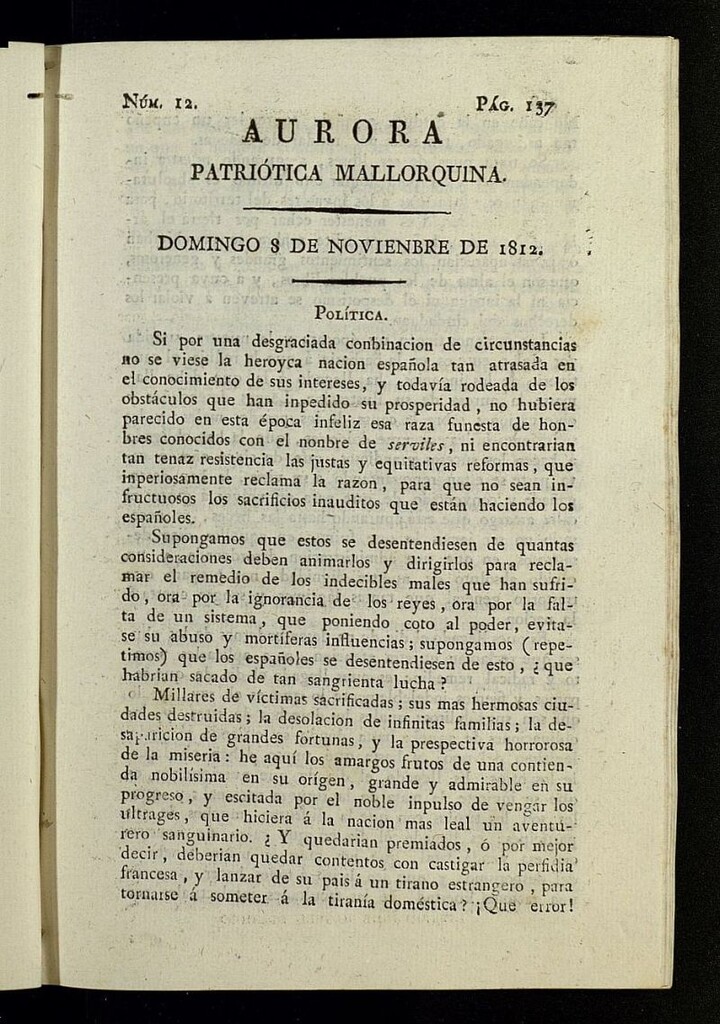 Núm. 12. Pág. 137
AURORA
PATRIÓTICA MALLORQUINA.
DOMINGO 8 DE NOVIENBRE DE 1812.
Política.
Si por una desgraciada conbinacion de circunstancias
no se viese la heroyca nacion española tan atrasada en
el conocimiento de sus intereses, y todavía rodeada de los
obstáculos que han inpedido su prosperidad, no hubiera
parecido en esta época infeliz esa raza funesta de hon-
bres conocidos con el nonbre de serviles, ni encontrarian
tan tenaz resistencia las justas y equitativas reformas, que
inperiosamente reclama la razon, para que no sean in-
fructuosos los sacrificios inauditos que están haciendo los
españoles.
Supongamos que estos se desentendiesen de quantas
consideraciones deben animarlos y dirigirlos para recla-
mar el remedio de los indecibles males que han sufri-
do, ora por la ignorancia de los reyes, ora por la fal-
ta de un sistema, que poniendo coto al poder, evita-
se su abuso y mortíferas influencias; supongamos (repe-
timos) que los españoles se desentendiesen de esto, ¿que
habrian sacado de tan sangrienta lucha?
Millares de víctimas sacrificadas; sus mas hermosas ciu-
dades destruidas; la desolacion de infinitas familias; la de-
saparicion de grandes fortunas, y la prespectiva horrorosa
de la miseria: he aquí los amargos frutos de una contien-
da nobilísima en su orígen, grande y admirable en su
progreso, y escitada por el noble inpulso de vengar los
ultrages, que hiciera á la nacion mas leal un aventu-
rero sanguinario. ¿Y quedarian premiados, ó por mejor
decir, deberian quedar contentos con castigar la perfidia
francesa, y lanzar de su pais á un tirano estrangero, para
tornarse á someter á la tiranía doméstica? ¡Que error!